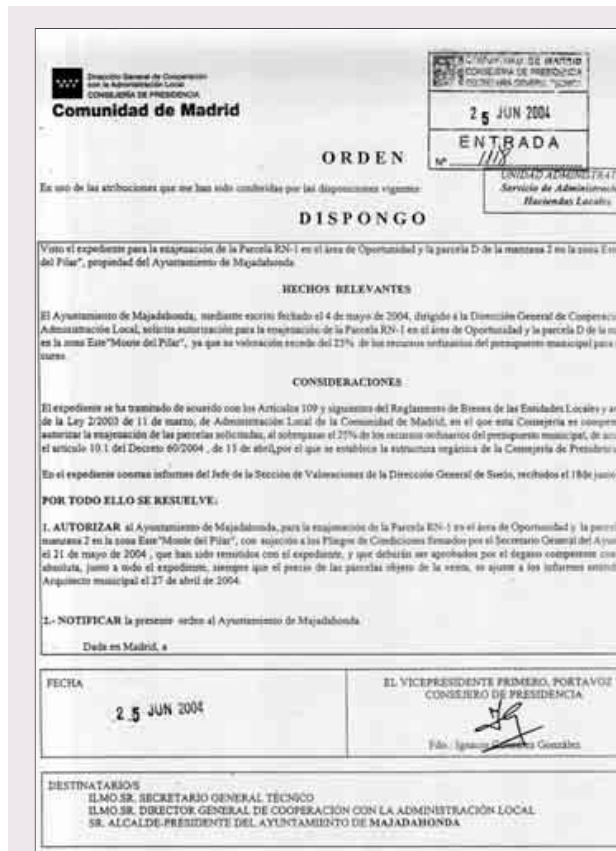 Dirección General de Cooperación
con la Administración Local
CONSEJERÍA DE PRESIDENCIA
Comunidad de Madrid
COMUNIDAD DE MADRID
CONSEJERIA DE PRESIDENCIA
SECRETARIA GENERAL TECNICA
2 5 JUN 2004
ENTRADA
Nº 1118
ORDEN
UNIDAD ADMINISTRAT
Servicio de Administraci
Haciendas Locales
En uso de las atribuciones que me han sido conferidas por las disposiciones vigentes
DISPONGO
Visto el expediente para la enajenación de la Parcela RN-1 en el área de Oportunidad y la parcela D de la manzana 2 en la zona Este
del Pilar", propiedad del Ayuntamiento de Majadahonda.
HECHOS RELEVANTES
El Ayuntamiento de Majadahonda, mediante escrito fechado el 4 de mayo de 2004, dirigido a la Dirección General de Cooperaci
Administración Local, solicita autorización para la enajenación de la Parcela RN-1 en el área de Oportunidad y la parcela D de la m
en la zona Este"Monte del Pilar", ya que su valoración excede del 25% de los recursos ordinarios del presupuesto municipal para
curso.
CONSIDERACIONES
El expediente se ha tramitado de acuerdo con los Artículos 109 y siguientes del Reglamento de Bienes de las Entidades Locales y a
de la Ley 2/2003 de 11 de marzo, de Administración Local de la Comunidad de Madrid, en el que esta Consejería es compet
autorizar la enajenación de las parcelas solicitadas, al sobrepasar el 25% de los recursos ordinarios del presupuesto municipal, de acu
el artículo 10.1 del Decreto 60/2004 , de 15 de abril,por el que se establece la estructura orgánica de la Consejería de Presidenci
En el expediente constan informes del Jefe de la Sección de Valoraciones de la Dirección General de Suelo, recibidos el 18de junio
POR TODO ELLO SE RESUELVE:
1. AUTORIZAR al Ayuntamiento de Majadahonda, para la enajenación de la Parcela RN-1 en el área de Oportunidad y la parcel
manzana 2 en la zona Este"Monte del Pilar", con sujeción a los Pliegos de Condiciones firmados por el Secretario General del Ayun
el 21 de mayo de 2004 , que han sido remitidos con el expediente, y que deberán ser aprobados por el órgano competente con
absoluta, junto a todo el expediente, siempre que el precio de las parcelas objeto de la venta, se ajuste a los informes emitid
Arquitecto municipal el 27 de abril de 2004.
2.- NOTIFICAR la presente orden al Ayuntamiento de Majadahonda.
Dada en Madrid, a
FECHA
2 5 JUN 2004
EL VICEPRESIDENTE PRIMERO, PORTAVOZ
CONSEJERO DE PRESIDENCIA
Fdo.: Ignacio González González
DESTINATARIO/S
ILMO.SR. SECRETARIO GENERAL TÉCNICO
ILMO.SR. DIRECTOR GENERAL DE COOPERACIÓN CON LA ADMINISTRACIÓN LOCAL
SR. ALCALDE-PRESIDENTE DEL AYUNTAMIENTO DE MAJADAHONDA